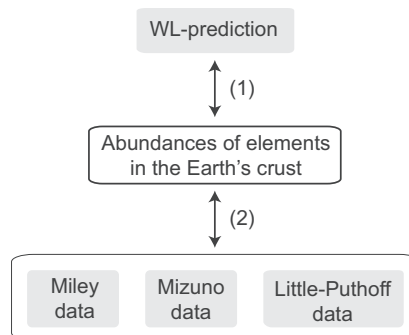 WL-prediction
(1)
Abundances of elements
in the Earth's crust
(2)
Miley
data
Mizuno
data
Little-Puthoff
data